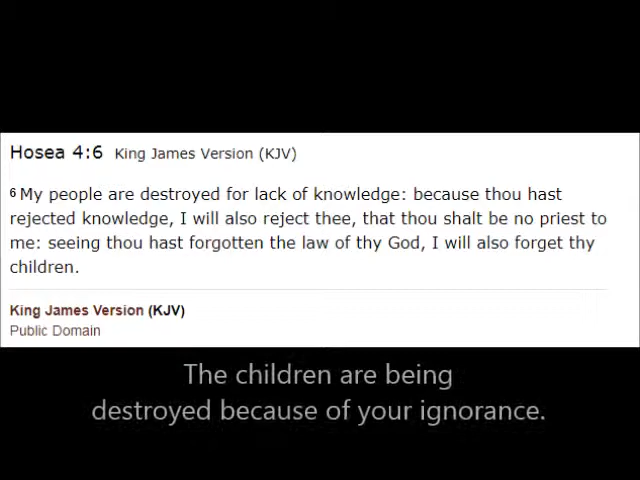 Hosea 4:6 King James Version (KJV)
6 My people are destroyed for lack of knowledge: because thou hast
rejected knowledge, I will also reject thee, that thou shalt be no priest to
me: seeing thou hast forgotten the law of thy God, I will also forget thy
children.
King James Version (KJV)
Public Domain
The children are being
destroyed because of your ignorance.